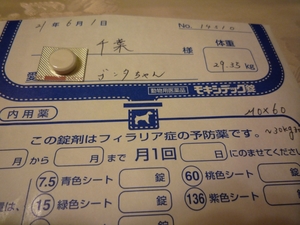 21年6月1日 NO. 14210
千葉 様 体重
ゴンタちゃん 29.35kg
動物用医薬品 モキシデック錠
内用薬
MOX60
この錠剤はフィラリア症の予防薬です。
~30kg
月から 月まで 月1回 日にのませてください
7.5 青色シート 錠 60 桃色シート 錠
15 緑色シート 錠 136 紫色シート 錠